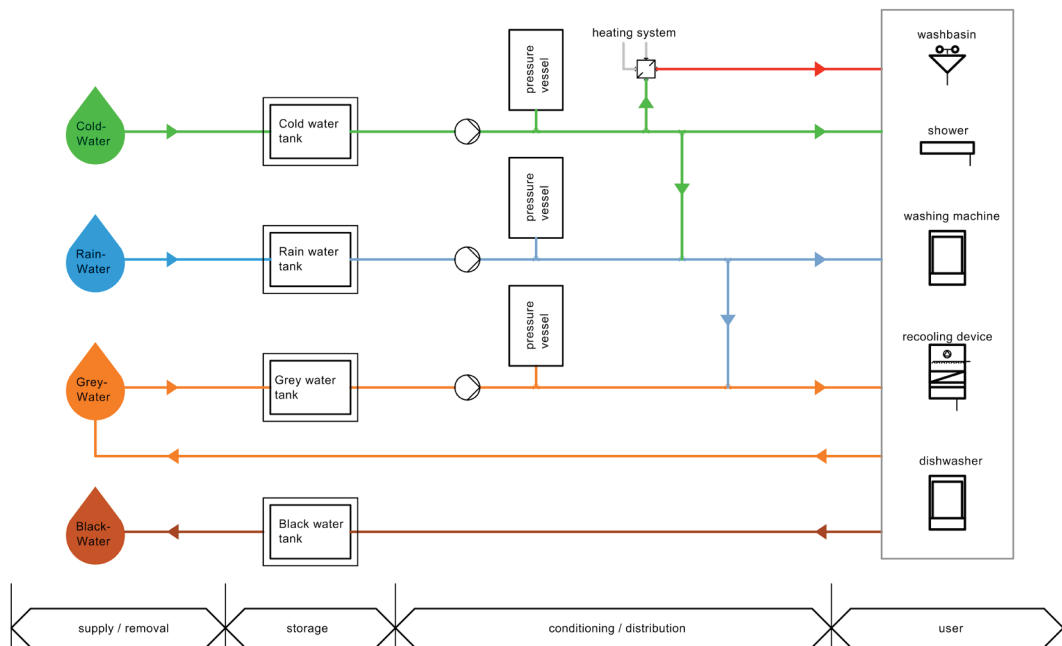 heating system
washbasin
pressure
vessel
Cold-
Water
Cold water
tank
shower
pressure
vessel
washing machine
Rain-
Water
Rain water
tank
pressure
vessel
recooling device
Grey-
Water
Grey water
tank
dishwasher
Black-
Water
Black water
tank
supply / removal
storage
conditioning / distribution
user